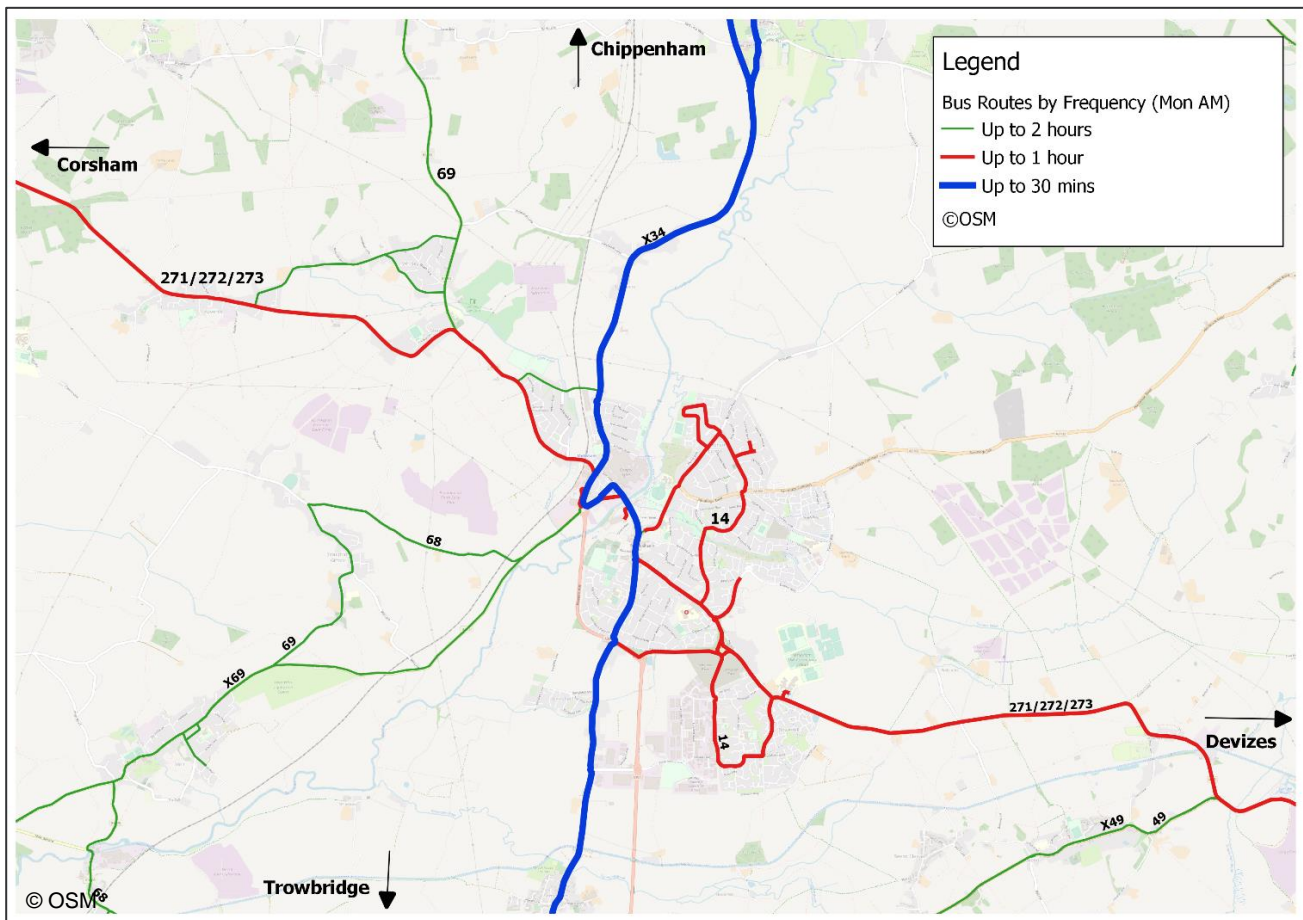 Chippenham
Legend
Bus Routes by Frequency (Mon AM)
Up to 2 hours
Up to 1 hour
Up to 30 mins
©OSM
Corsham
69
X34
271/272/273
14
68
69
X69
14
271/272/273
Devizes
X49
49
Trowbridge
68
© OSM